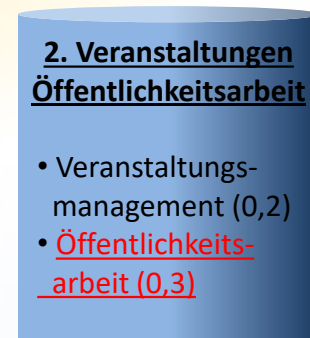 2. Veranstaltungen
Öffentlichkeitsarbeit
• Veranstaltungs-
management (0,2)
• Öffentlichkeits-
arbeit (0,3)